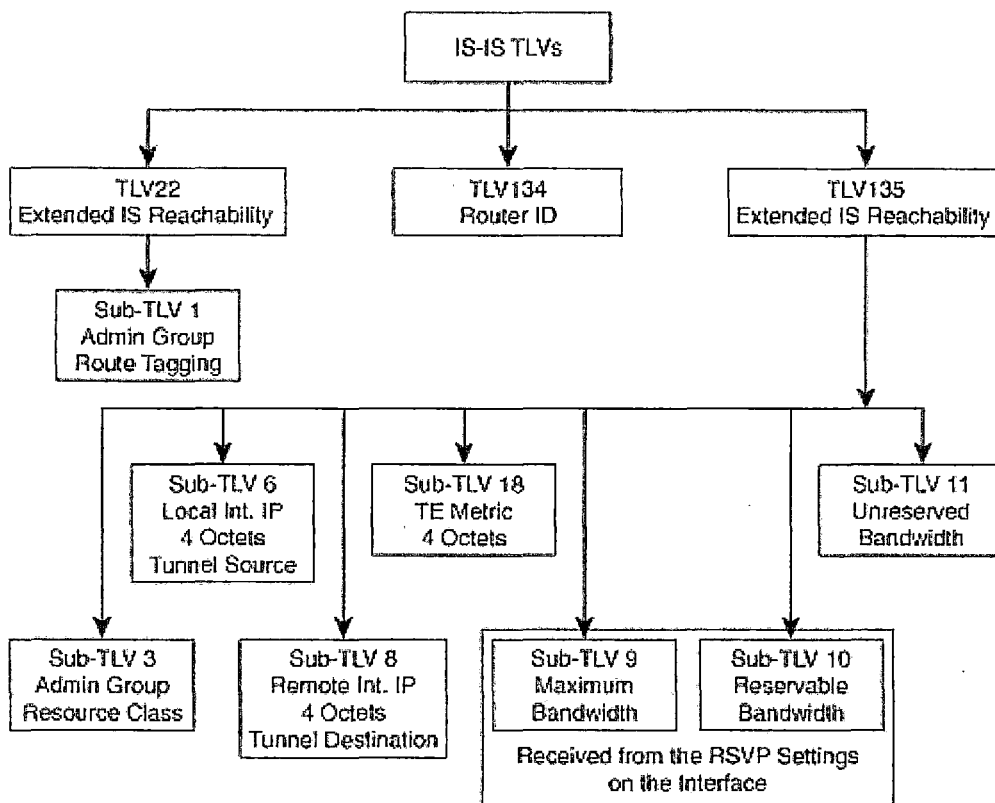 IS-IS TLVs
TLV22
Extended IS Reachability
TLV134
Router ID
TLV135
Extended IS Reachability
Sub-TLV 1
Admin Group
Route Tagging
Sub-TLV 6
Local Int. IP
4 Octets
Tunnel Source
Sub-TLV 18
TE Metric
4 Octets
Sub-TLV 11
Unreserved
Bandwidth
Sub-TLV 3
Admin Group
Resource Class
Sub-TLV 8
Remote Int. IP
4 Octets
Tunnel Destination
Sub-TLV 9
Maximum
Bandwidth
Sub-TLV 10
Reservable
Bandwidth
Received from the RSVP Settings
on the Interface